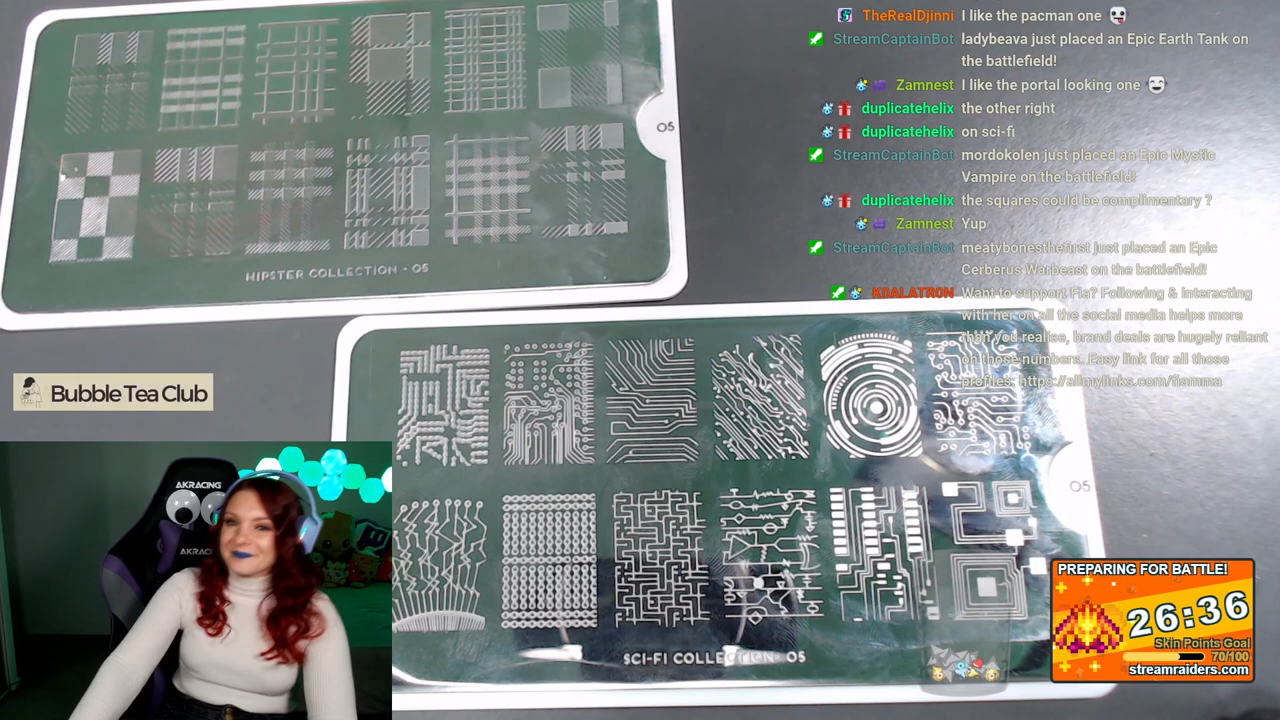 05
HIPSTER COLLECTION - 05
05
SCI-FI COLLECTION - 05
Bubble Tea Club
AKRACING
AKRA
TheRealDjinni I like the pacman one
StreamCaptainBot ladybeava just placed an Epic Earth Tank on
the battlefield!
Zamnest I like the portal looking one
duplicatehelix the other right
duplicatehelix on sci-fi
StreamCaptainBot mordokolen just placed an Epic Mystic
Vampire on the battlefield!
duplicatehelix the squares could be complimentary ?
Zamnest Yup
StreamCaptainBot meatybonesthefirst just placed an Epic
Cerberus Warbeast on the battlefield!
K0ALATR0N Want to support Fia? Following & interacting
with her on all the social media helps more
than you realise, brand deals are hugely reliant
on those numbers. Easy link for all those
profiles: https://allmylinks.com/fiamma
PREPARING FOR BATTLE!
26:36
Skin Points Goal
70/100
streamraiders.com